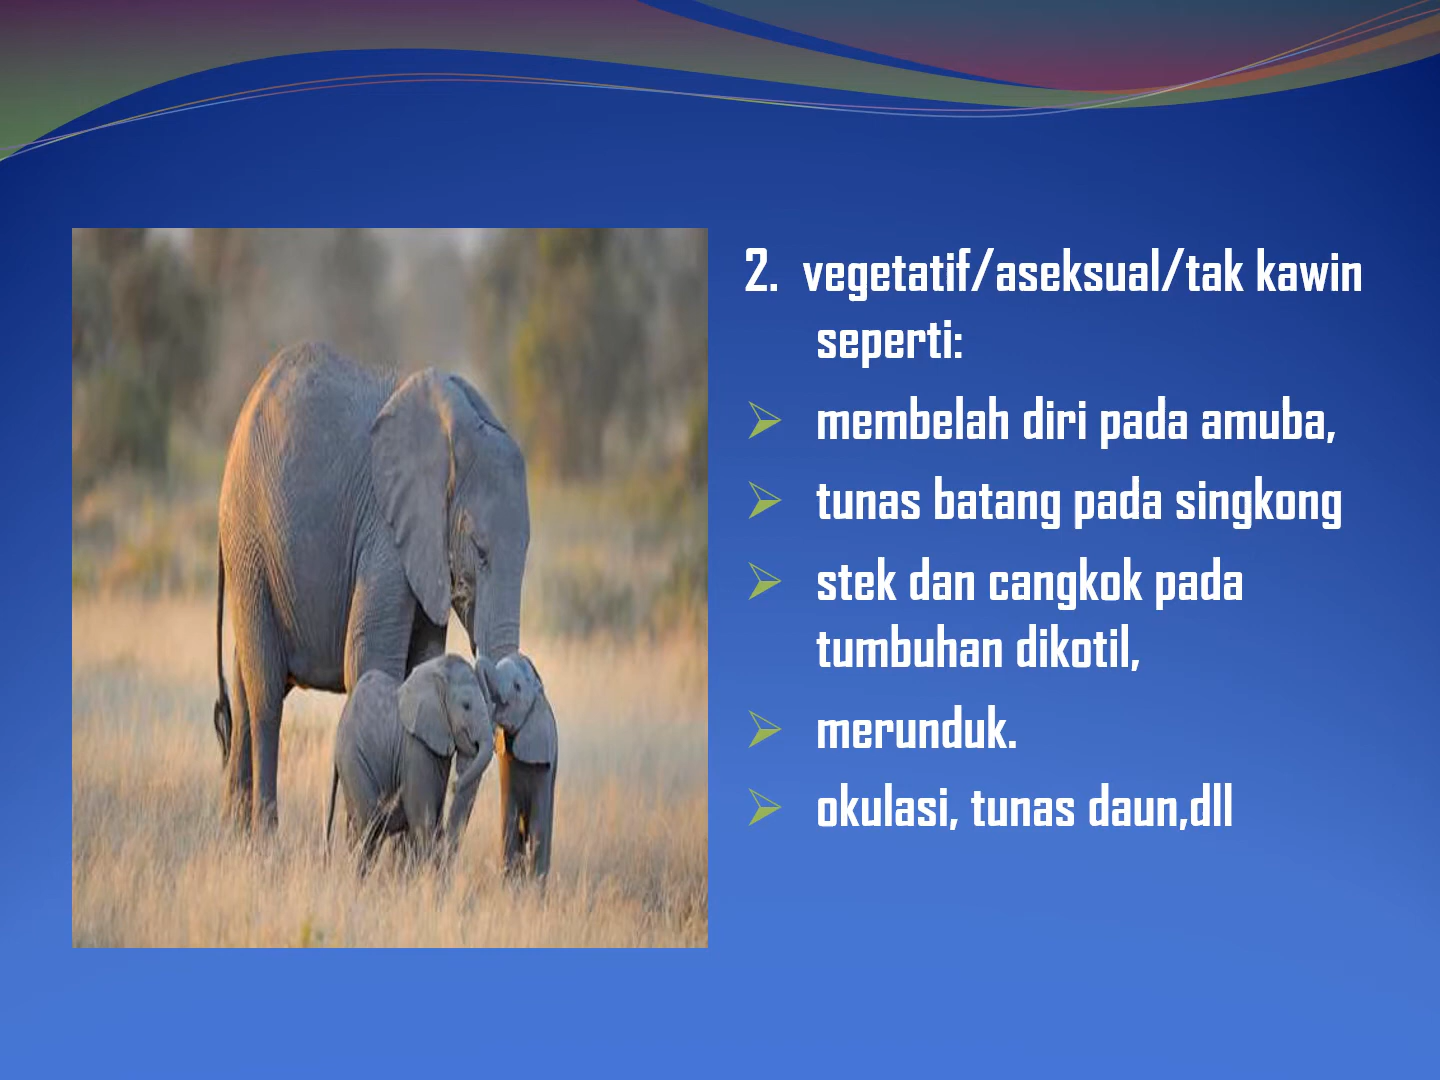 2. vegetatif/aseksual/tak kawin
seperti:
membelah diri pada amuba,
tunas batang pada singkong
stek dan cangkok pada
tumbuhan dikotil,
merunduk.
okulasi, tunas daun,dll